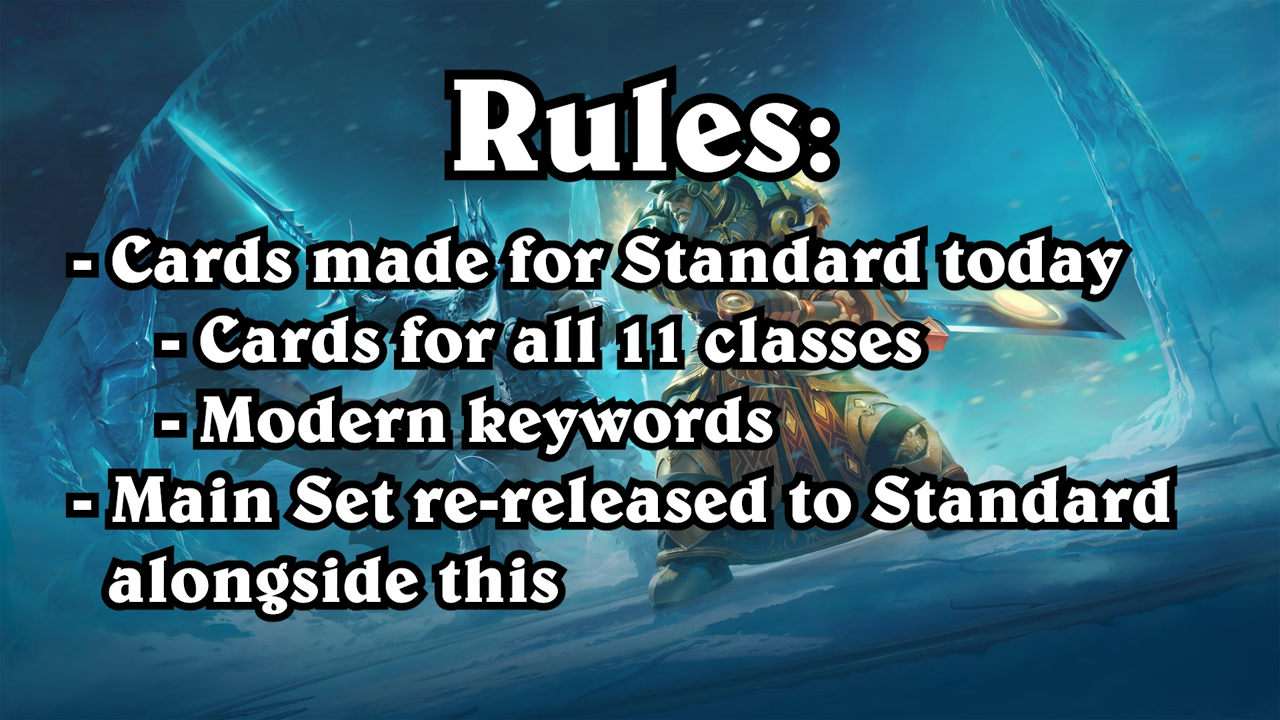 Rules:
- Cards made for Standard today
- Cards for all 11 classes
- Modern keywords
- Main Set re-released to Standard
alongside this